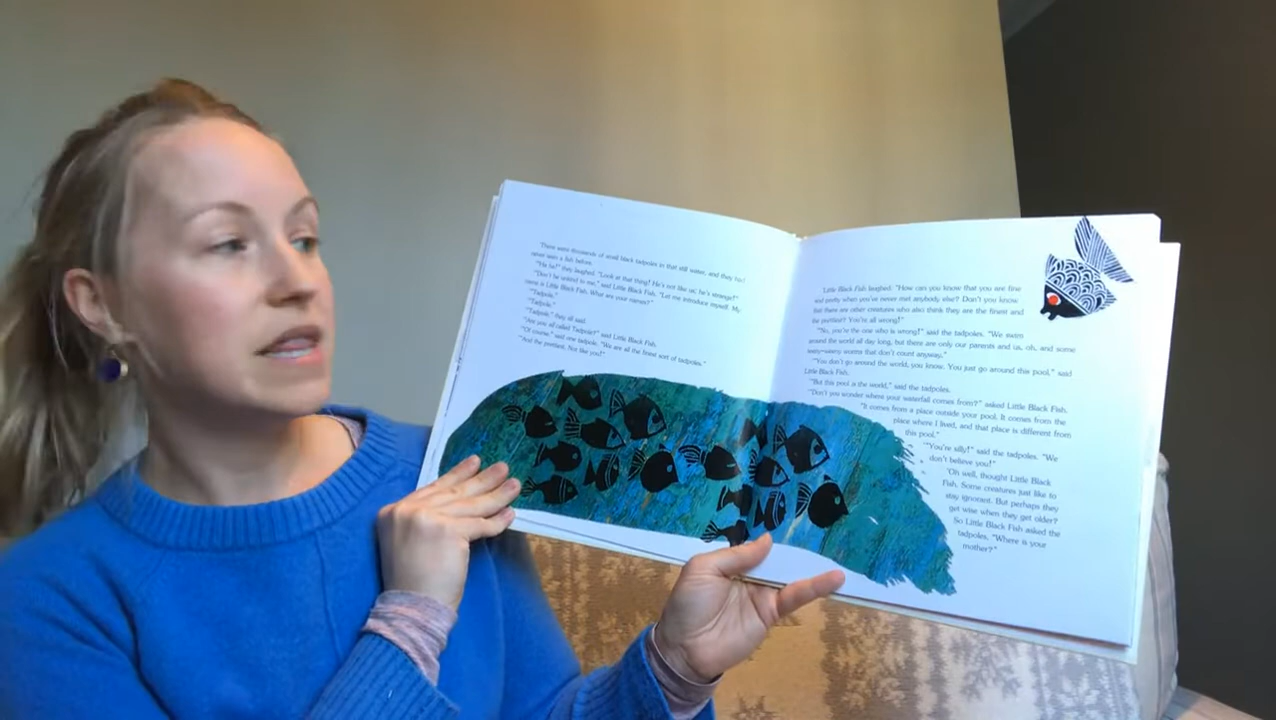 There were thousands of small black tadpoles in that still water, and they had
never seen a fish before.
"Ha he!" they laughed. "Look at that thing! He's not like us; he's strange!"
"Don't be unkind to me," said Little Black Fish. "Let me introduce myself. My
name is Little Black Fish. What are your names?"
"Tadpole."
"Tadpole."
"Tadpole," they all said.
"Are you all called Tadpole?" said Little Black Fish.
"Of course," said one tadpole. "We are all the finest sort of tadpoles."
"And the prettiest. Not like you!"
Little Black Fish laughed. "How can you know that you are fine
and pretty when you've never met anybody else? Don't you know
that there are other creatures who also think they are the finest and
the prettiest? You're all wrong!"
"No, you're the one who is wrong!" said the tadpoles. "We swim
around the world all day long, but there are only our parents and us, oh, and some
worms that don't count anyway."
"You don't go around the world, you know. You just go around this pool," said
Little Black Fish.
"But this pool is the world," said the tadpoles.
"Don't you wonder where your waterfall comes from?" asked Little Black Fish.
"It comes from a place outside your pool. It comes from the
place where I lived, and that place is different from
this pool."
"You're silly!" said the tadpoles. "We
don't believe you!"
'Oh well, thought Little Black
Fish. Some creatures just like to
stay ignorant. But perhaps they
get wise when they get older?
So Little Black Fish asked the
tadpoles, "Where is your
mother?"